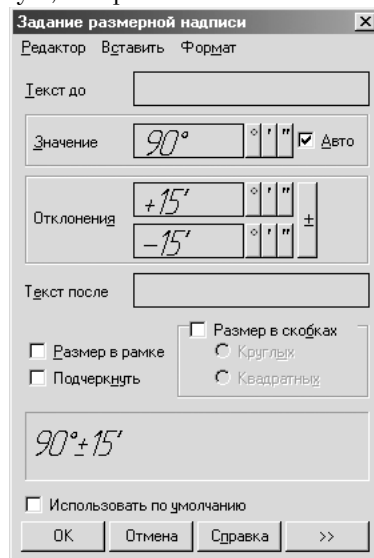 Задание размерной надписи
Редактор Вставить Формат
Текст до
Значение 90° ° ′ ″ Авто
Отклонения +15′ ° ′ ″ ±
−15′ ° ′ ″
Текст после
Размер в скобках
Размер в рамке Круглых
Подчеркнуть Квадратных
90°±15′
Использовать по умолчанию
OK Отмена Справка >>